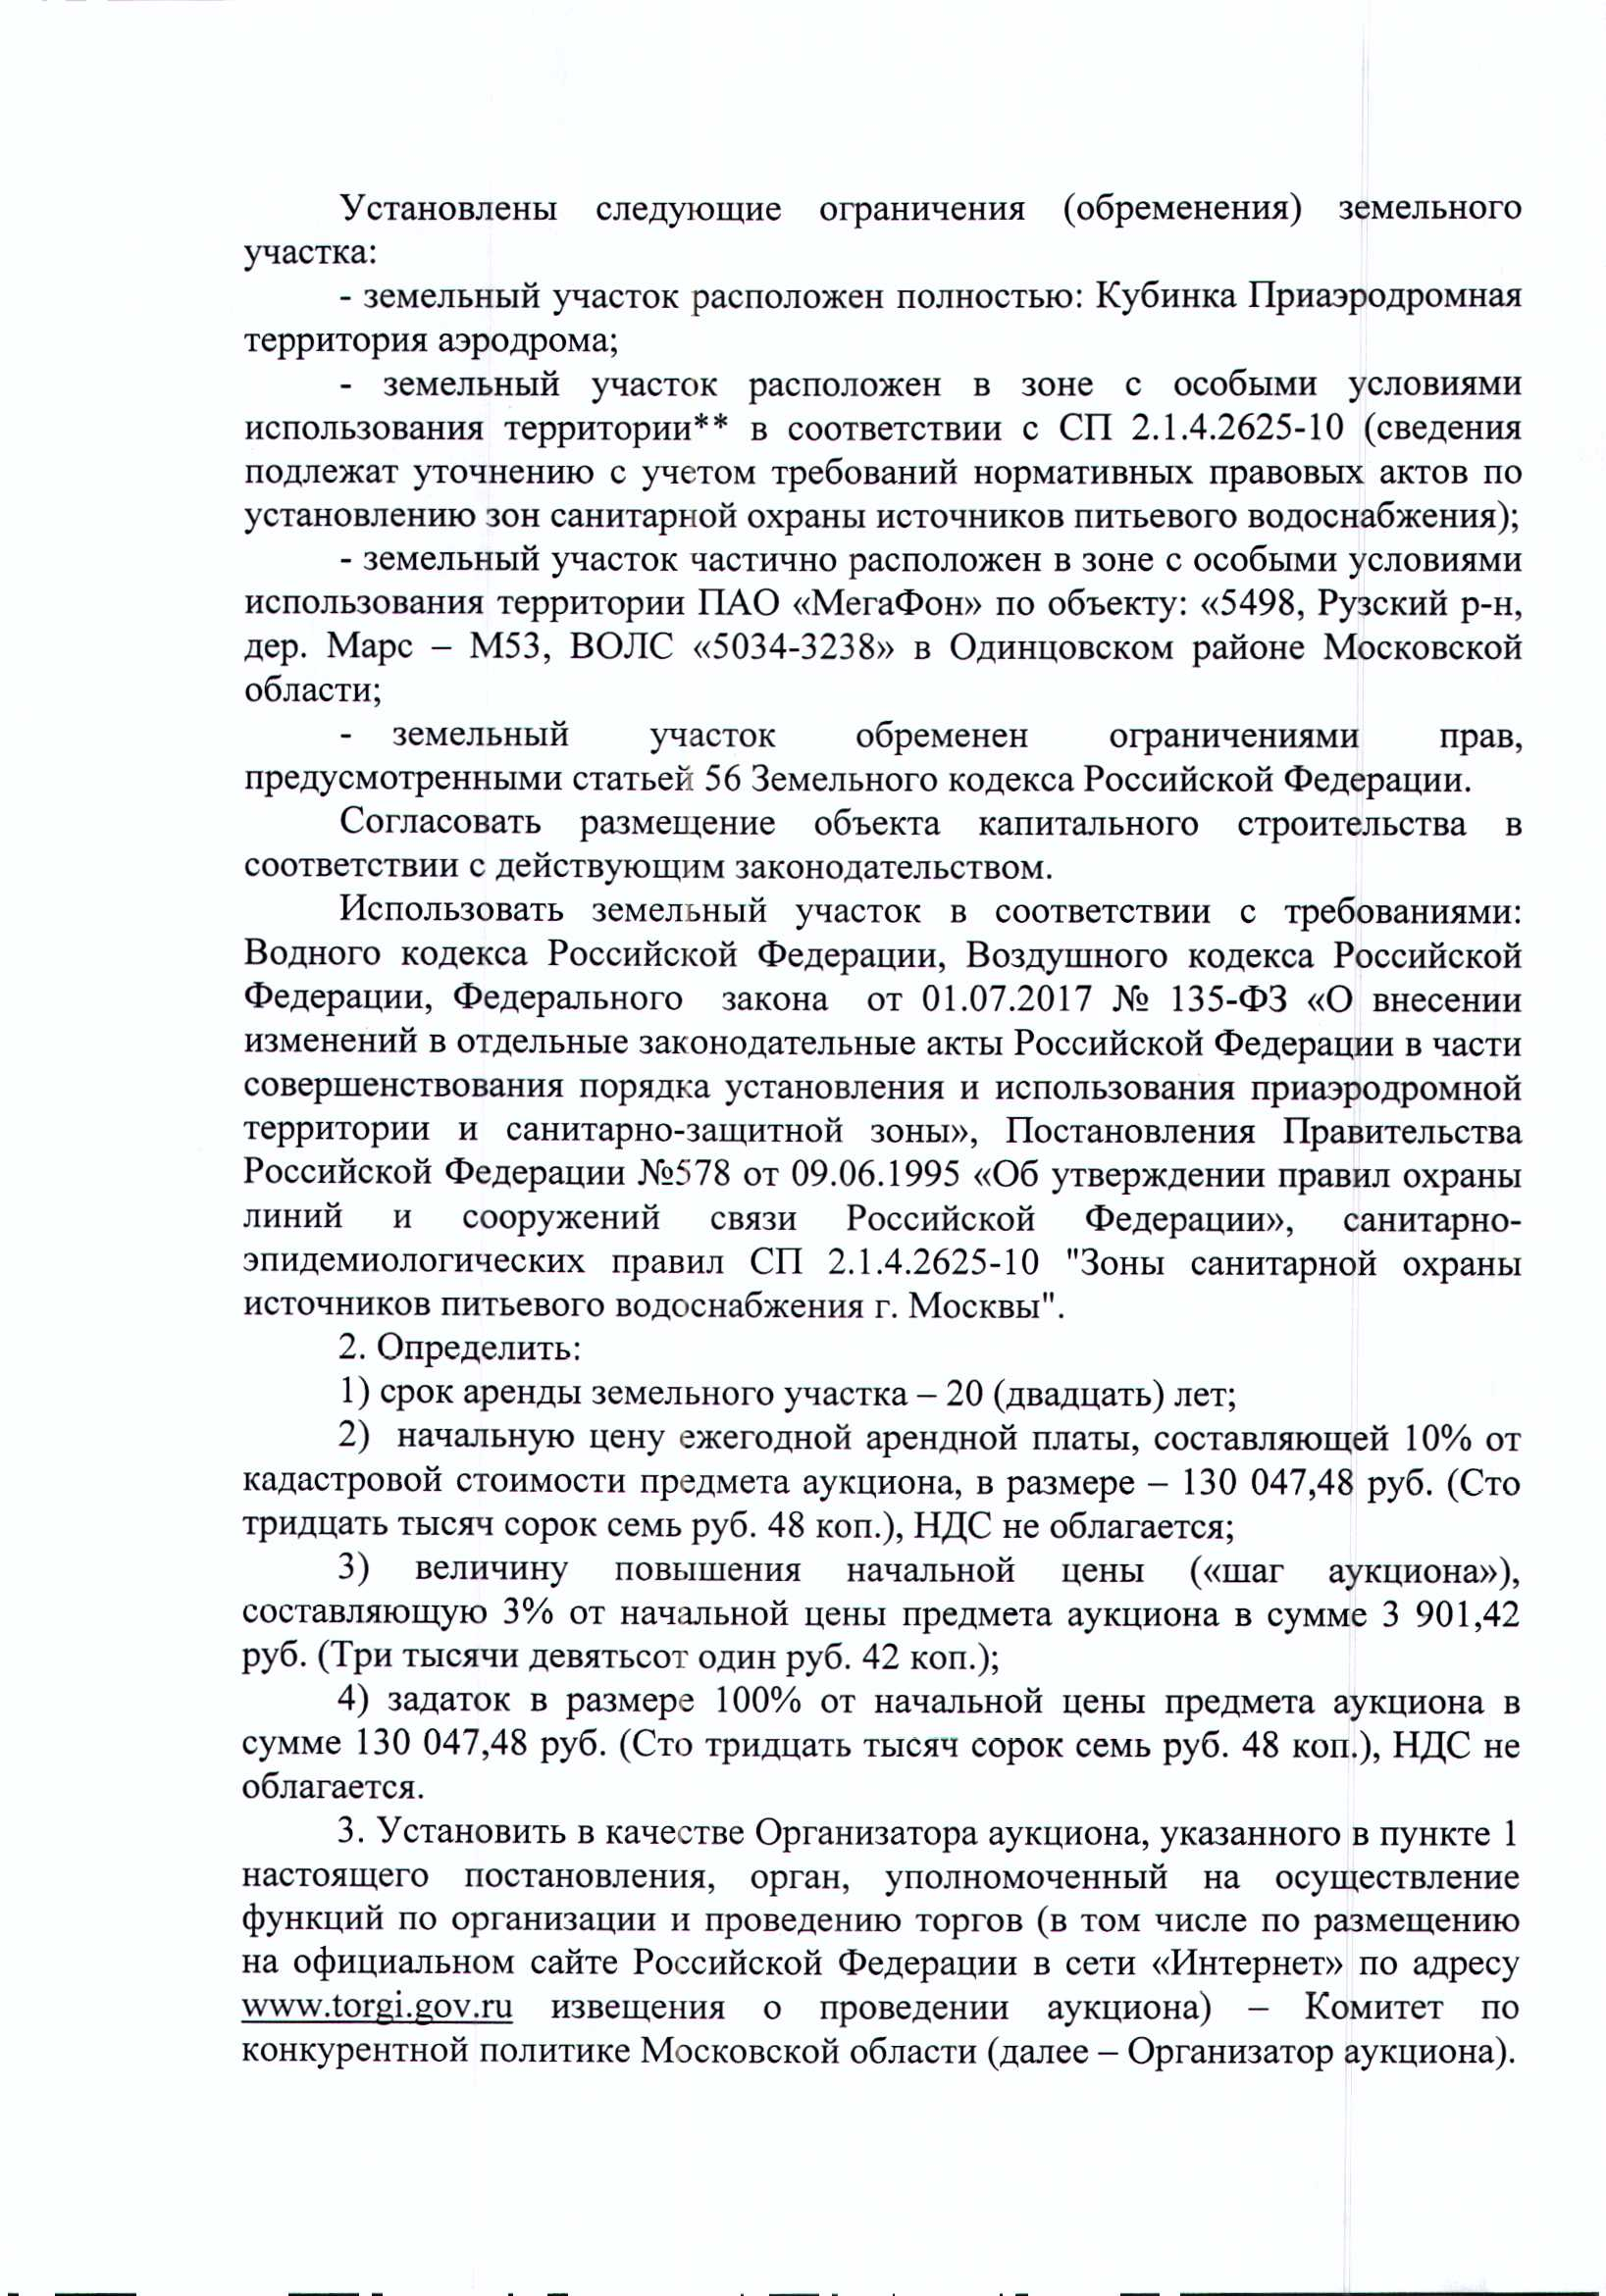 Установлены следующие ограничения (обременения) земельного
участка:
- земельный участок расположен полностью: Кубинка Приаэродромная
территория аэродрома;
- земельный участок расположен в зоне с особыми условиями
использования территории** в соответствии с СП 2.1.4.2625-10 (сведения
подлежат уточнению с учетом требований нормативных правовых актов по
установлению зон санитарной охраны источников питьевого водоснабжения);
- земельный участок частично расположен в зоне с особыми условиями
использования территории ПАО «МегаФон» по объекту: «5498, Рузский р-н,
дер. Марс – М53, ВОЛС «5034-3238» в Одинцовском районе Московской
области;
- земельный участок обременен ограничениями прав,
предусмотренными статьей 56 Земельного кодекса Российской Федерации.
Согласовать размещение объекта капитального строительства в
соответствии с действующим законодательством.
Использовать земельный участок в соответствии с требованиями:
Водного кодекса Российской Федерации, Воздушного кодекса Российской
Федерации, Федерального закона от 01.07.2017 № 135-ФЗ «О внесении
изменений в отдельные законодательные акты Российской Федерации в части
совершенствования порядка установления и использования приаэродромной
территории и санитарно-защитной зоны», Постановления Правительства
Российской Федерации №578 от 09.06.1995 «Об утверждении правил охраны
линий и сооружений связи Российской Федерации», санитарно-
эпидемиологических правил СП 2.1.4.2625-10 "Зоны санитарной охраны
источников питьевого водоснабжения г. Москвы".
2. Определить:
1) срок аренды земельного участка – 20 (двадцать) лет;
2) начальную цену ежегодной арендной платы, составляющей 10% от
кадастровой стоимости предмета аукциона, в размере – 130 047,48 руб. (Сто
тридцать тысяч сорок семь руб. 48 коп.), НДС не облагается;
3) величину повышения начальной цены («шаг аукциона»),
составляющую 3% от начальной цены предмета аукциона в сумме 3 901,42
руб. (Три тысячи девятьсот один руб. 42 коп.);
4) задаток в размере 100% от начальной цены предмета аукциона в
сумме 130 047,48 руб. (Сто тридцать тысяч сорок семь руб. 48 коп.), НДС не
облагается.
3. Установить в качестве Организатора аукциона, указанного в пункте 1
настоящего постановления, орган, уполномоченный на осуществление
функций по организации и проведению торгов (в том числе по размещению
на официальном сайте Российской Федерации в сети «Интернет» по адресу
www.torgi.gov.ru извещения о проведении аукциона) – Комитет по
конкурентной политике Московской области (далее – Организатор аукциона).